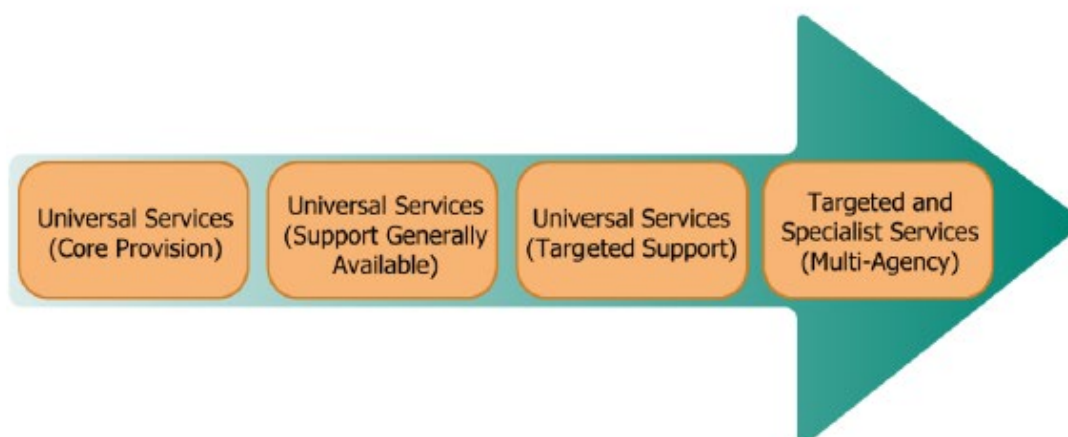 Universal Services
(Core Provision)
Universal Services
(Support Generally
Available)
Universal Services
(Targeted Support)
Targeted and
Specialist Services
(Multi-Agency)